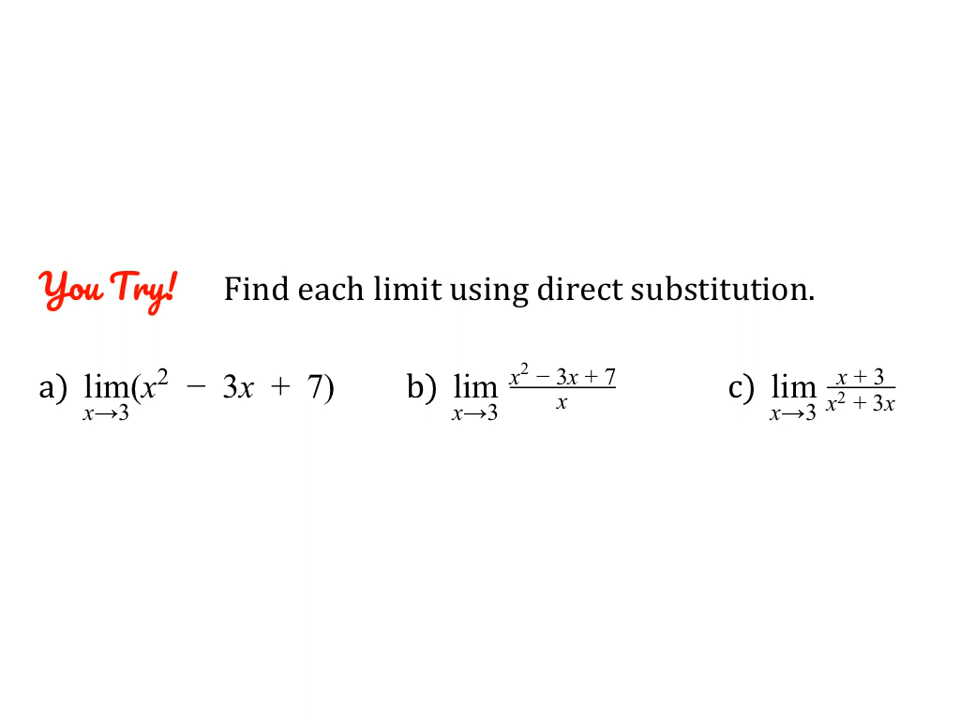 You Try! Find each limit using direct substitution.
a) lim x→3 (x² − 3x + 7) b) lim x→3 (x² − 3x + 7)/x c) lim x→3 (x + 3)/(x² + 3x)